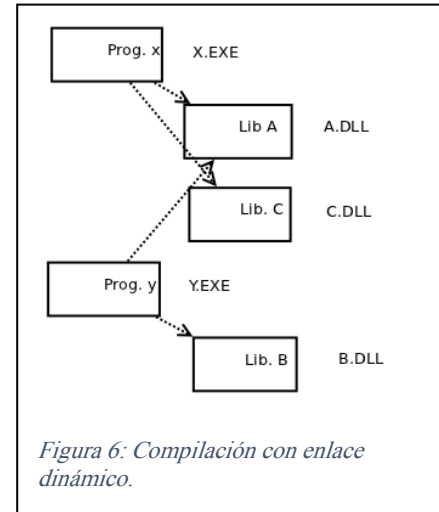 Prog. x X.EXE
Lib A A.DLL
Lib. C C.DLL
Prog. y Y.EXE
Lib. B B.DLL
Figura 6: Compilación con enlace
dinámico.